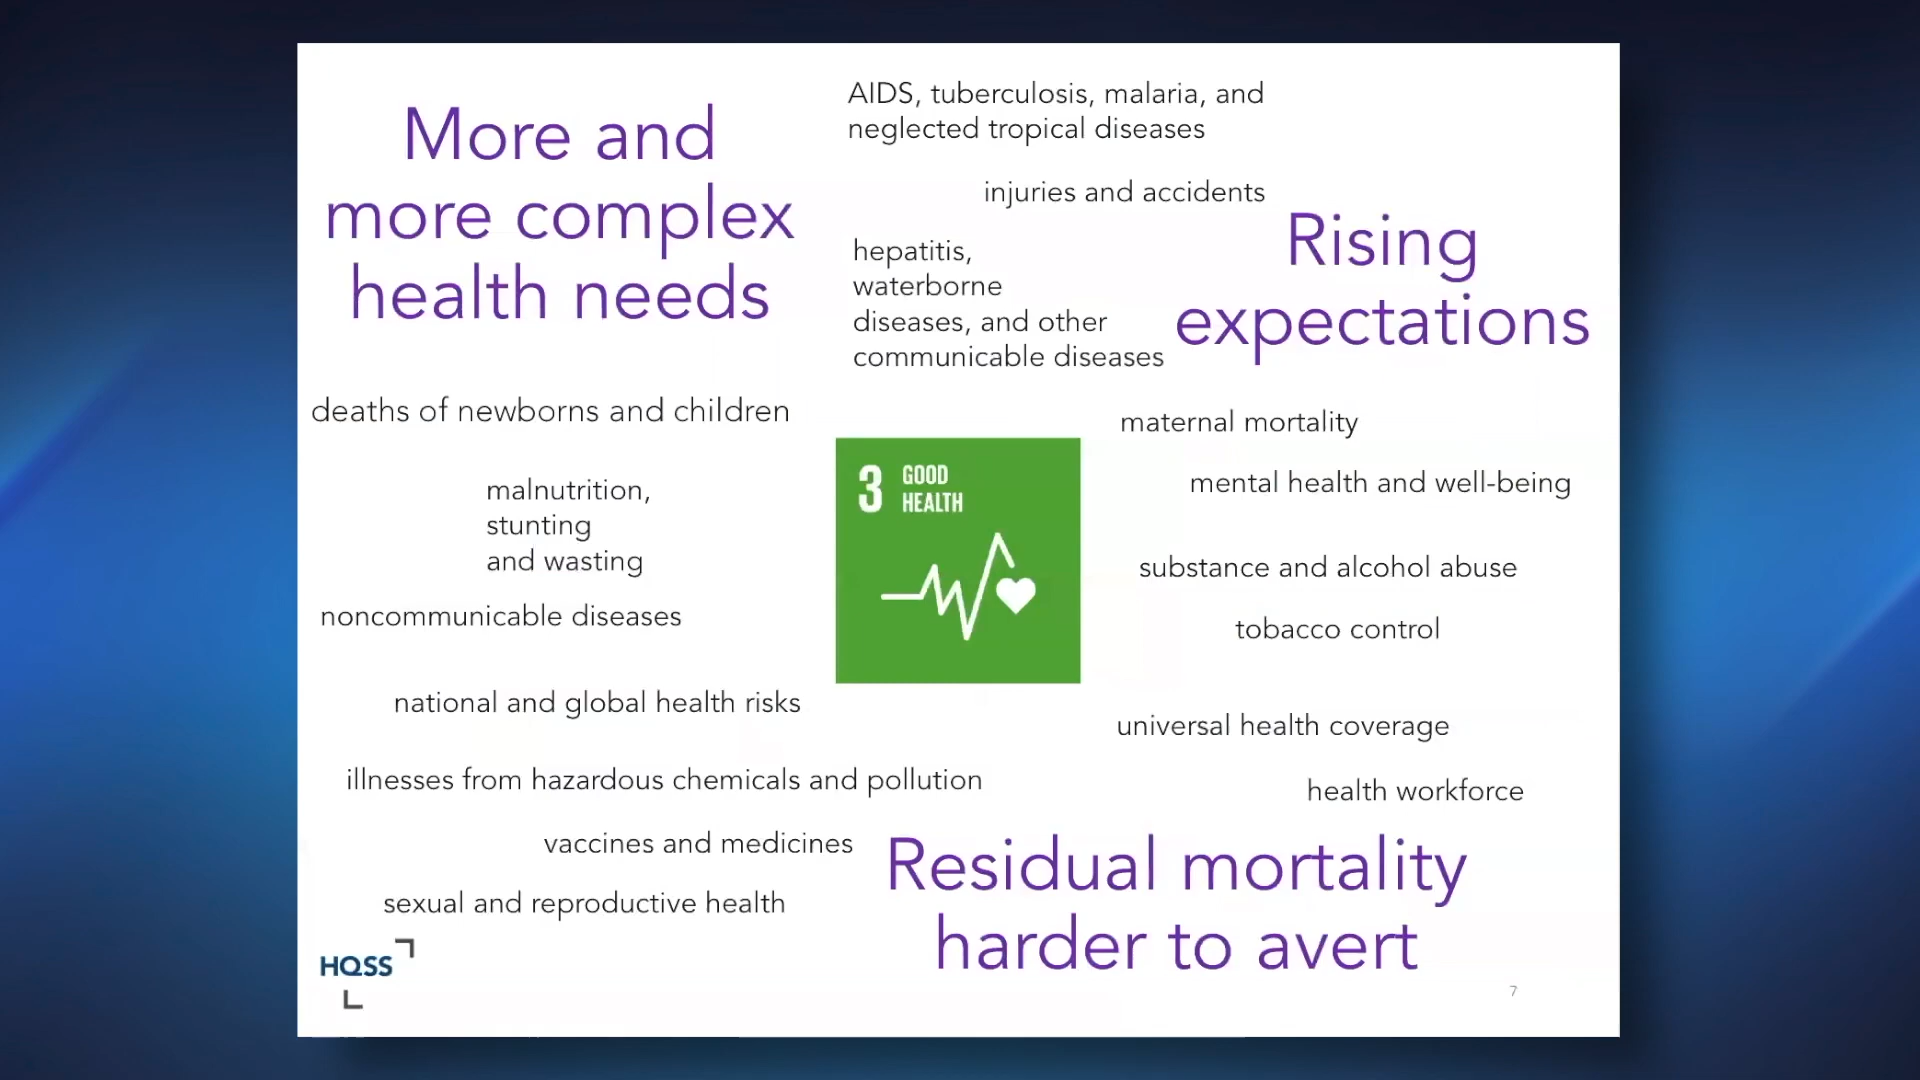 More and
more complex
health needs
AIDS, tuberculosis, malaria, and
neglected tropical diseases
injuries and accidents
hepatitis,
waterborne
diseases, and other
communicable diseases
Rising
expectations
deaths of newborns and children
malnutrition,
stunting
and wasting
noncommunicable diseases
national and global health risks
3 GOOD
HEALTH
maternal mortality
mental health and well-being
substance and alcohol abuse
tobacco control
universal health coverage
health workforce
illnesses from hazardous chemicals and pollution
vaccines and medicines
sexual and reproductive health
Residual mortality
harder to avert
HQSS
7